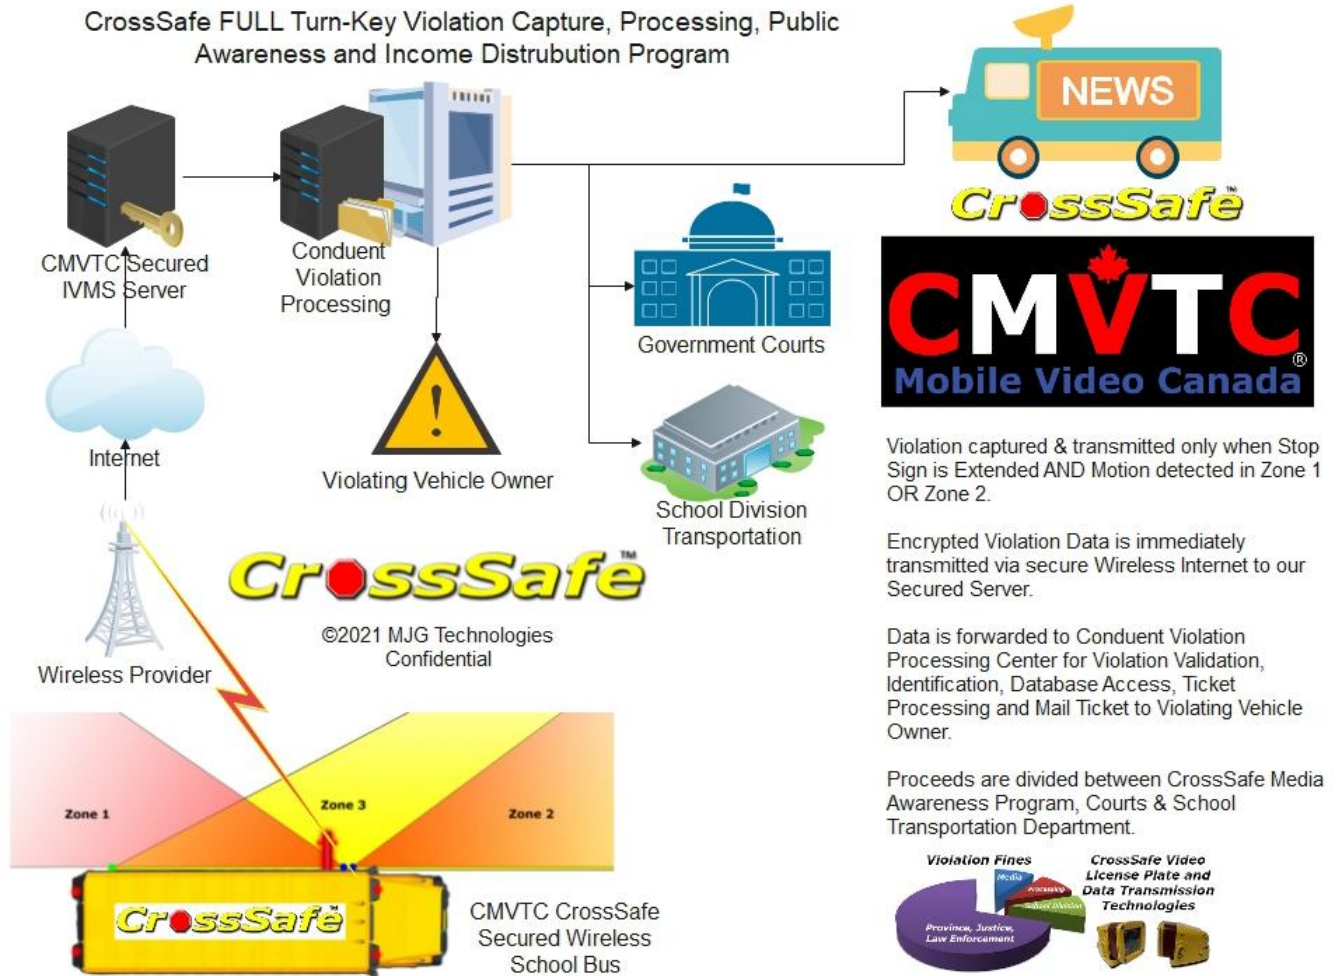 CrossSafe FULL Turn-Key Violation Capture, Processing, Public
Awareness and Income Distrubution Program
NEWS
CrossSafe™
CMVTC®
Mobile Video Canada
CMVTC Secured
IVMS Server
Conduent
Violation
Processing
Government Courts
Internet
Violating Vehicle Owner
School Division
Transportation
CrossSafe™
©2021 MJG Technologies
Confidential
Wireless Provider
Zone 1
Zone 3
Zone 2
CrossSafe™
CMVTC CrossSafe
Secured Wireless
School Bus
Violation captured & transmitted only when Stop
Sign is Extended AND Motion detected in Zone 1
OR Zone 2.
Encrypted Violation Data is immediately
transmitted via secure Wireless Internet to our
Secured Server.
Data is forwarded to Conduent Violation
Processing Center for Violation Validation,
Identification, Database Access, Ticket
Processing and Mail Ticket to Violating Vehicle
Owner.
Proceeds are divided between CrossSafe Media
Awareness Program, Courts & School
Transportation Department.
Violation Fines
Media
Processing
School Division
Province, Justice,
Law Enforcement
CrossSafe Video
License Plate and
Data Transmission
Technologies